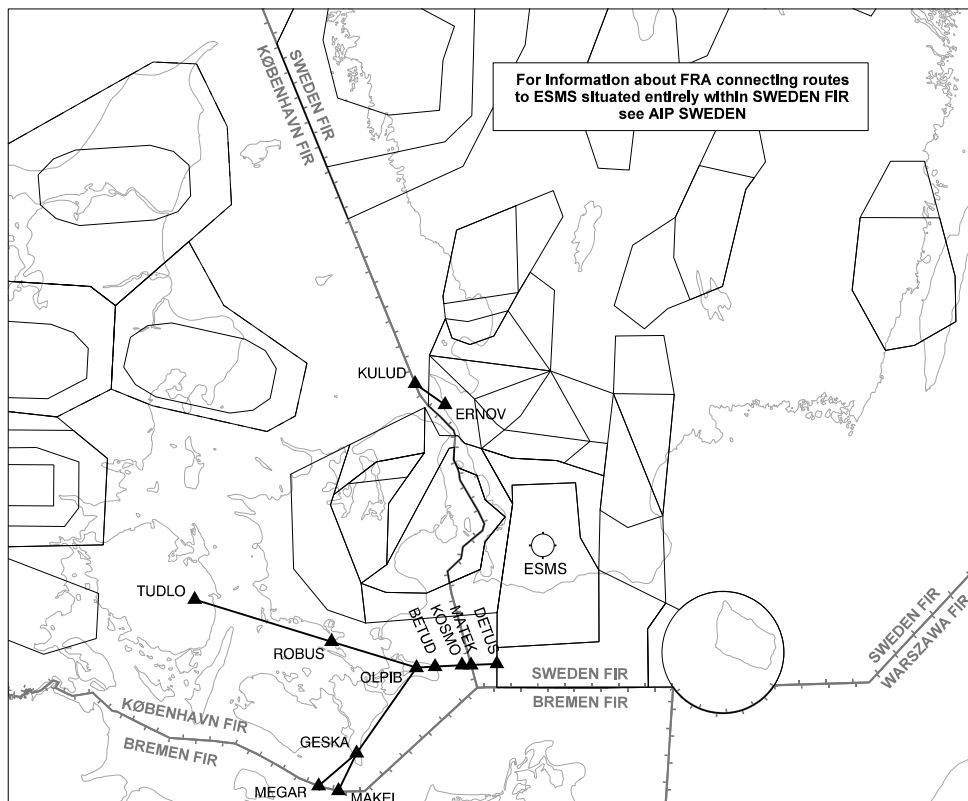 SWEDEN FIR
KØBENHAVN FIR
For Information about FRA connecting routes
to ESMS situated entirely within SWEDEN FIR
see AIP SWEDEN
KULUD
ERNOV
ESMS
TUDLO
ROBUS
BETUD
KOSMO
MATEK
DETUS
OLPIB
SWEDEN FIR
BREMEN FIR
SWEDEN FIR
WARSZAWA FIR
KØBENHAVN FIR
BREMEN FIR
GESKA
MEGAR
MAKEL